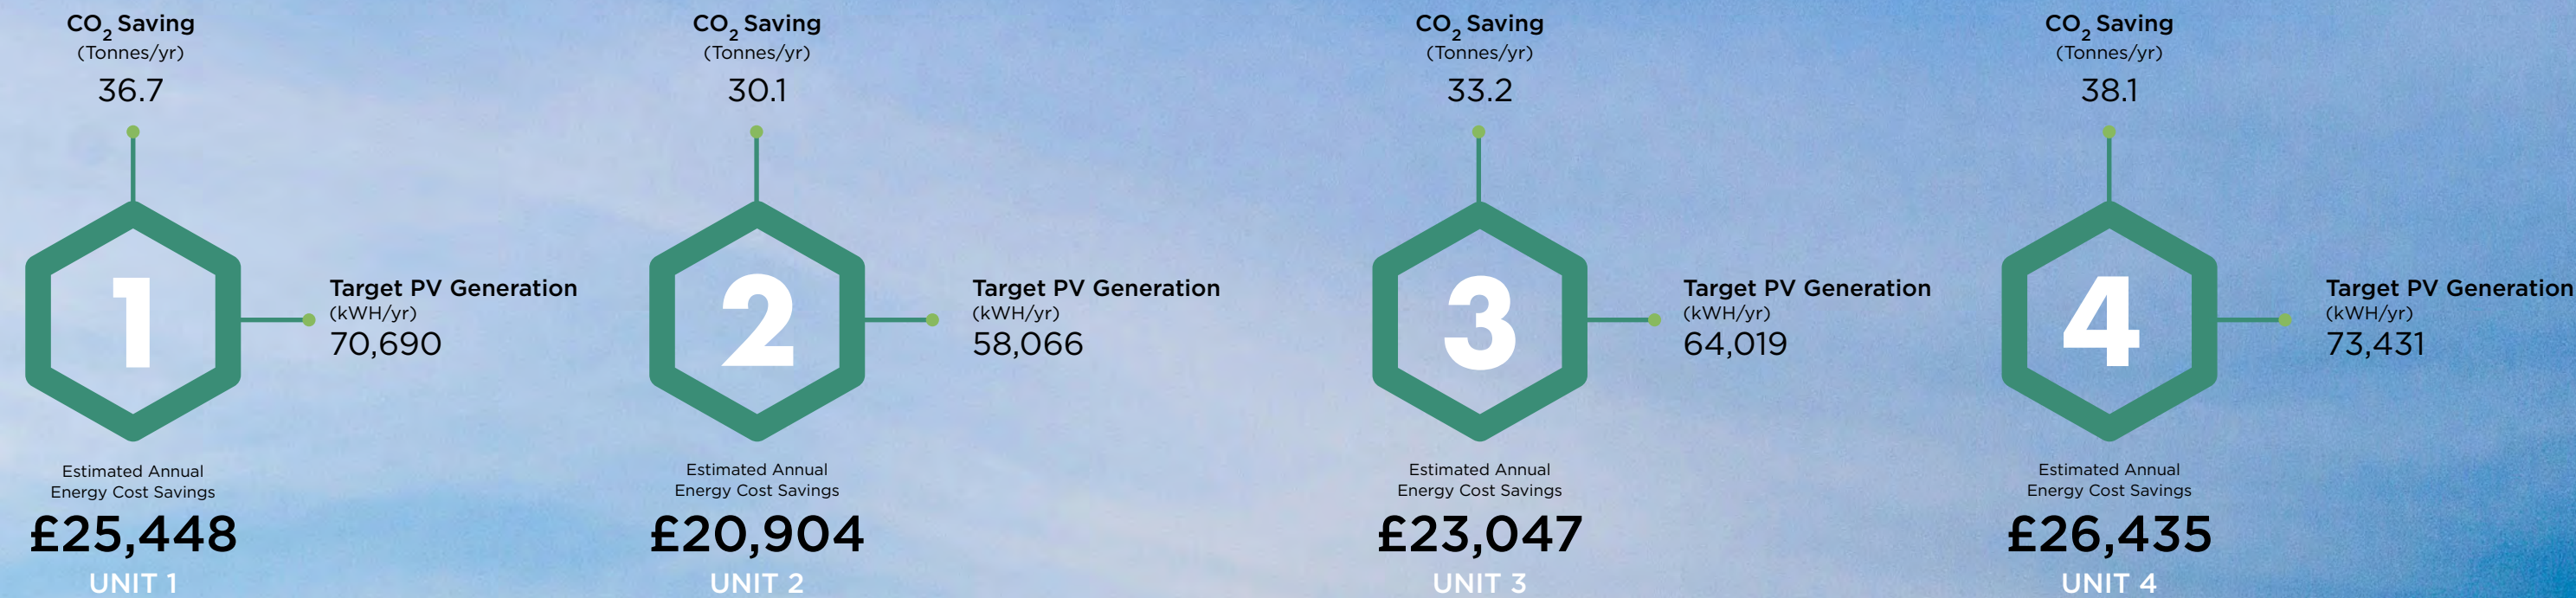 CO₂ Saving
(Tonnes/yr)
36.7
1
Target PV Generation
(kWH/yr)
70,690
Estimated Annual
Energy Cost Savings
£25,448
UNIT 1
CO₂ Saving
(Tonnes/yr)
30.1
2
Target PV Generation
(kWH/yr)
58,066
Estimated Annual
Energy Cost Savings
£20,904
UNIT 2
CO₂ Saving
(Tonnes/yr)
33.2
3
Target PV Generation
(kWH/yr)
64,019
Estimated Annual
Energy Cost Savings
£23,047
UNIT 3
CO₂ Saving
(Tonnes/yr)
38.1
4
Target PV Generation
(kWH/yr)
73,431
Estimated Annual
Energy Cost Savings
£26,435
UNIT 4